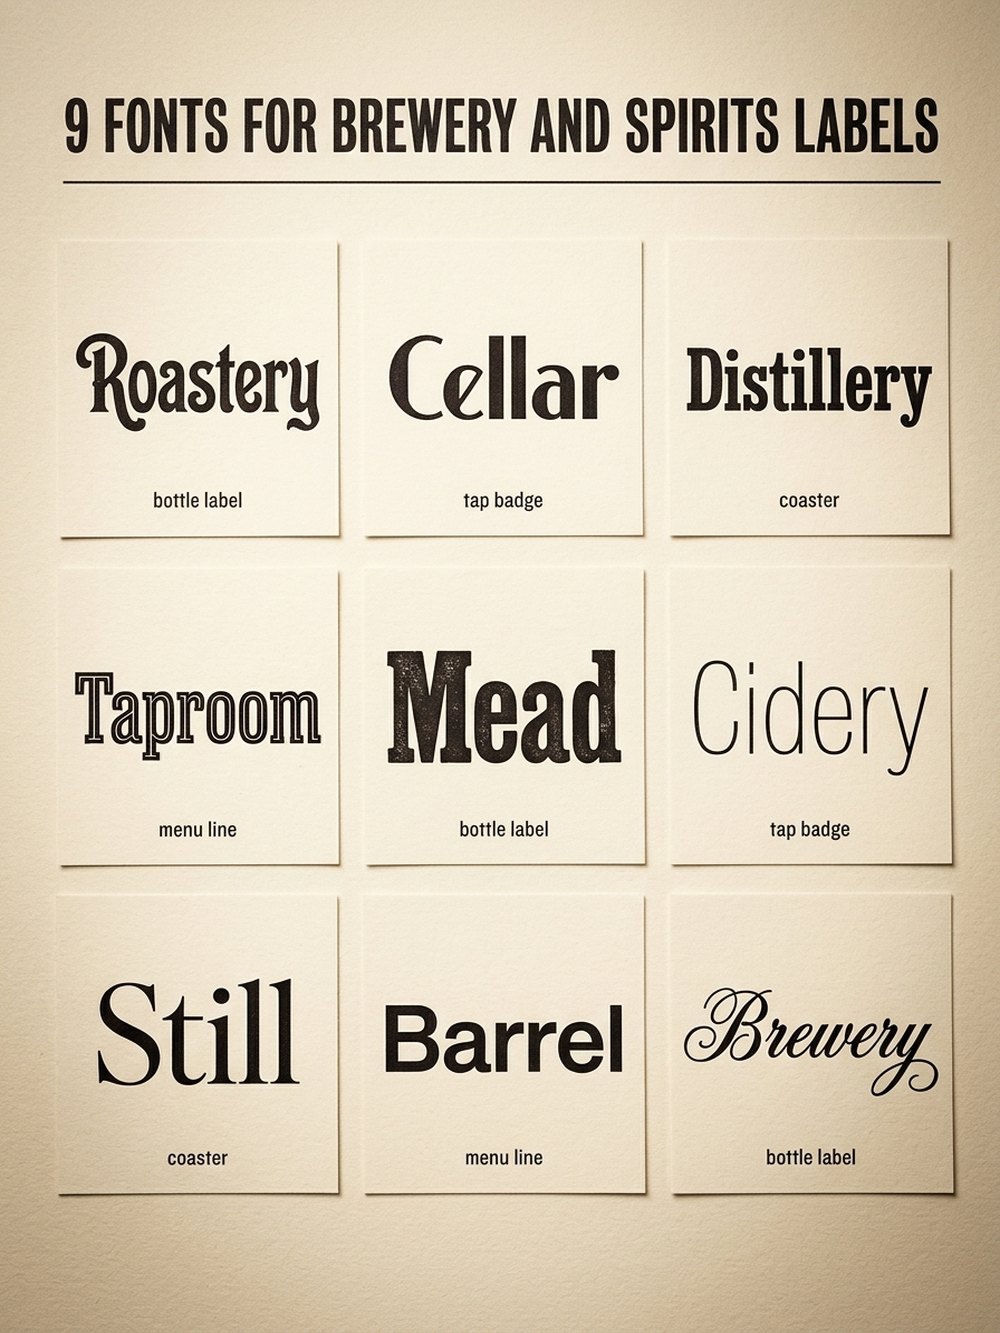 9 FONTS FOR BREWERY AND SPIRITS LABELS
Roastery
bottle label
Cellar
tap badge
Distillery
coaster
Taproom
menu line
Mead
bottle label
Cidery
tap badge
Still
coaster
Barrel
menu line
Brewery
bottle label